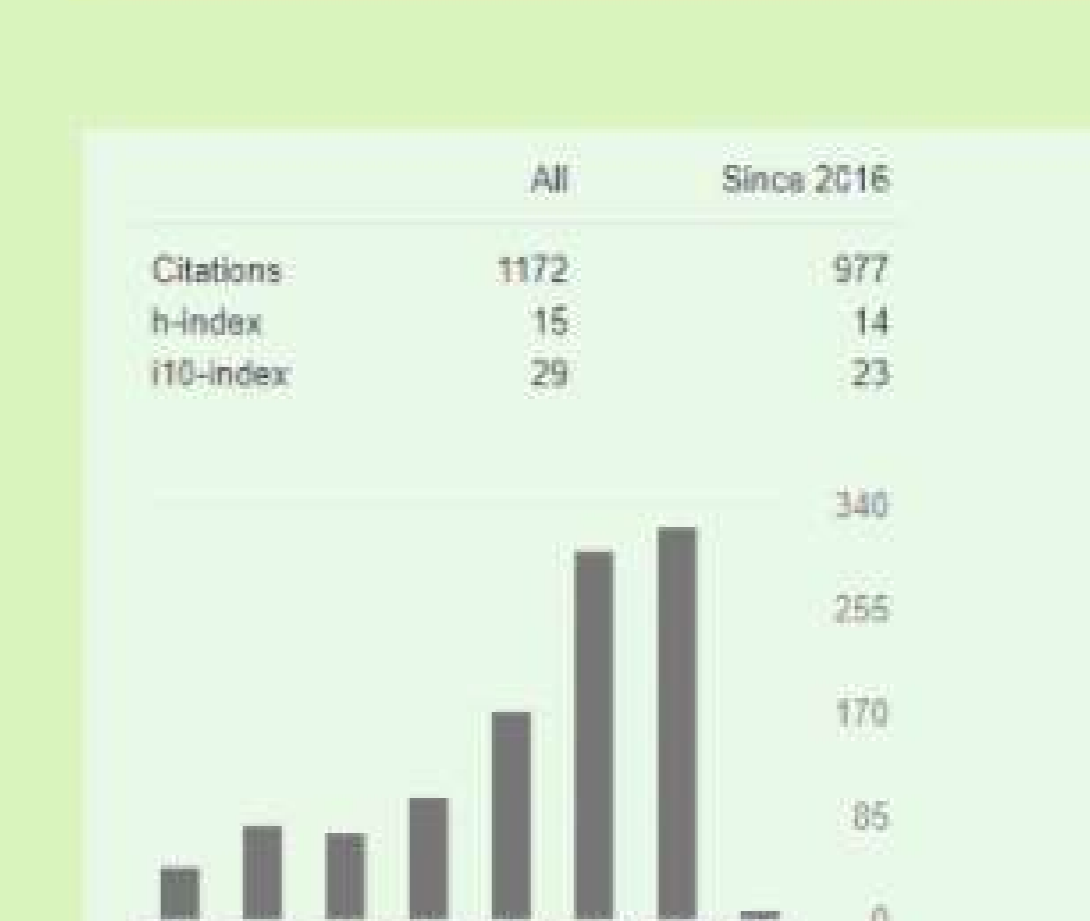 All Since 2016
Citations 1172 977
h-index 15 14
i10-index 29 23
340
255
170
85
0